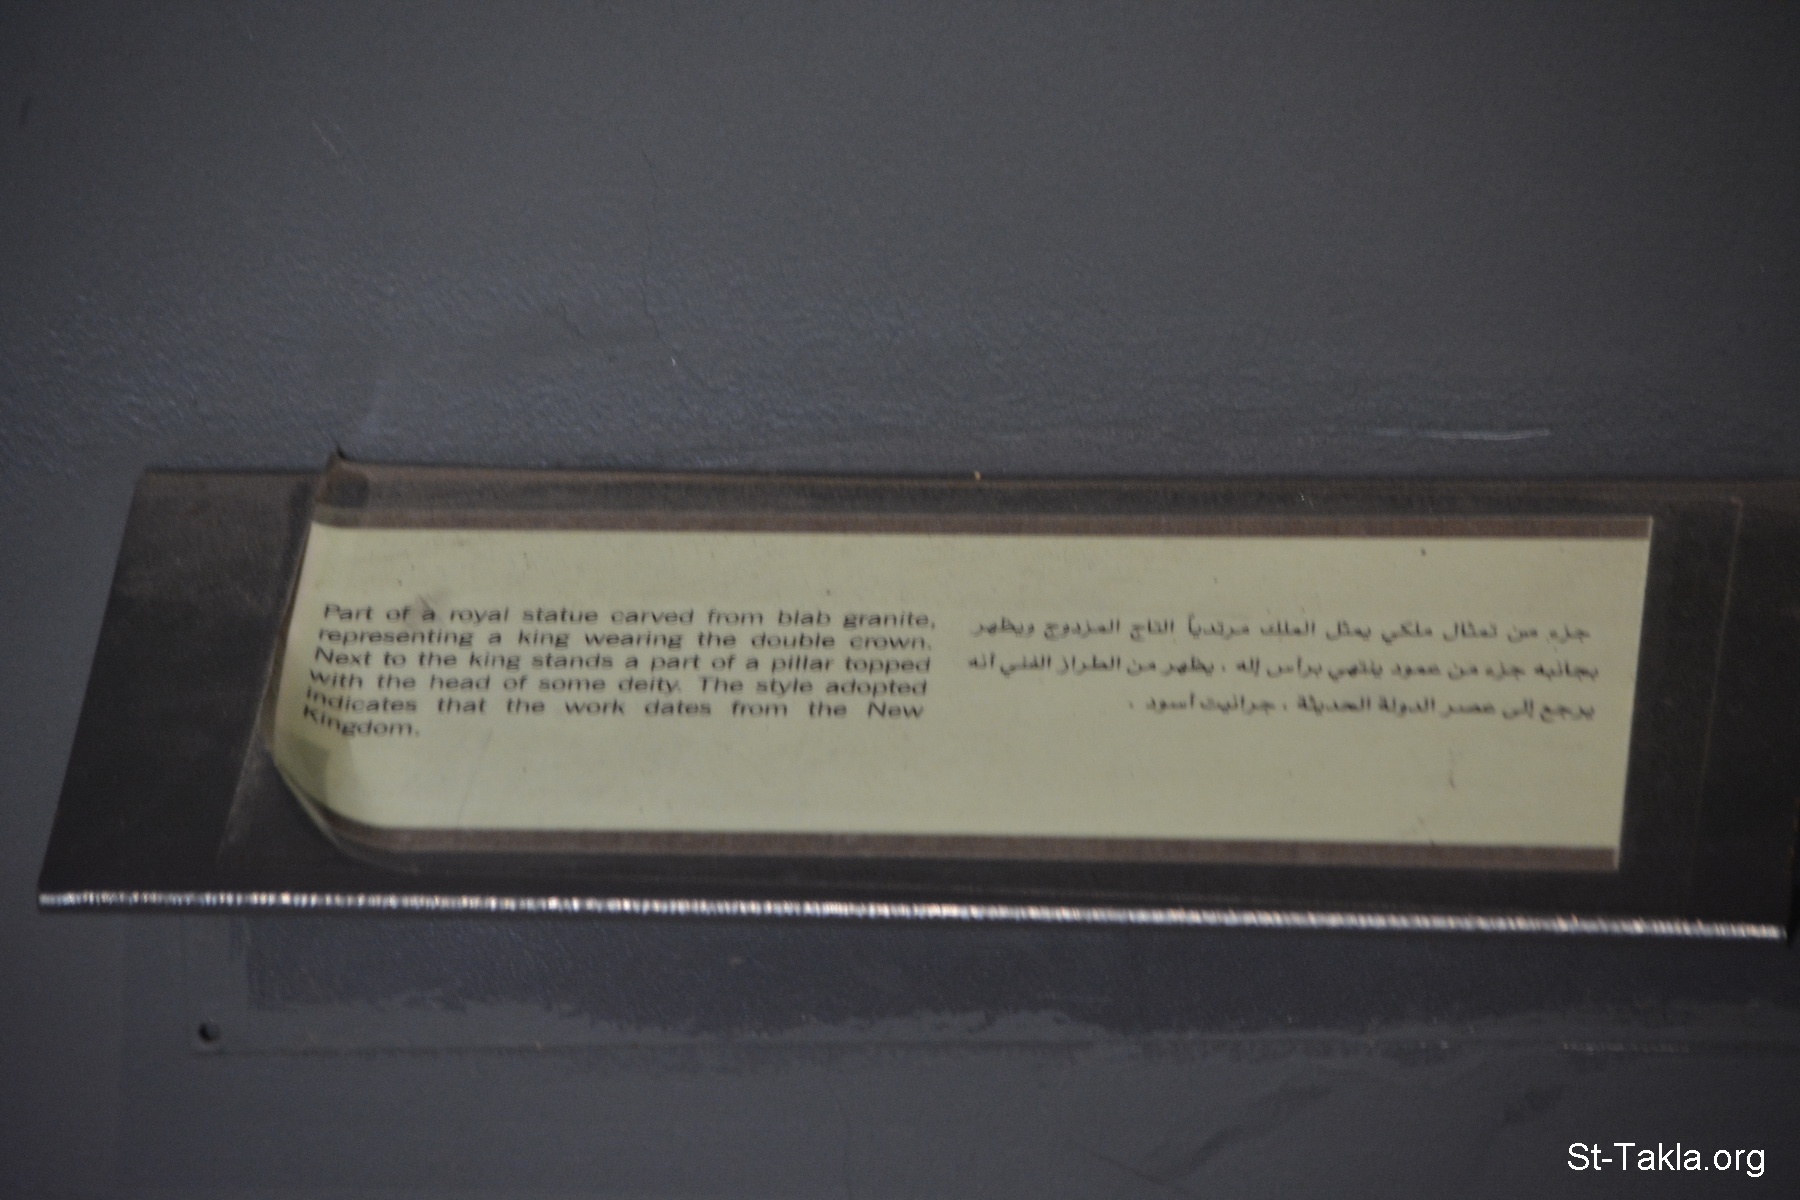 Part of a royal statue carved from blab granite,
representing a king wearing the double crown.
Next to the king stands a part of a pillar topped
with the head of some deity. The style adopted
indicates that the work dates from the New
Kingdom.
جزء من تمثال ملكي يمثل الملك مرتدياً التاج المزدوج ويظهر
بجانبه جزء من عمود ينتهي برأس إله . يظهر من الطراز الفني أنه
يرجع إلى عصر الدولة الحديثة . جرانيت أسود .
St-Takla.org